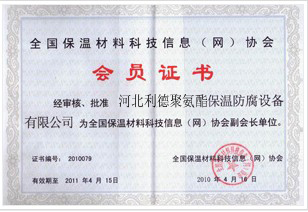 全国保温材料科技信息（网）协会
会员证书
经审核、批准 河北利德聚氨酯保温防腐设备
有限公司 为全国保温材料科技信息（网）协会副会长单位。
证书编号：2010079 全国保温材料科技信息（网）协会
有效期至 2011 年 4 月 15 日 2010 年 4 月 16 日